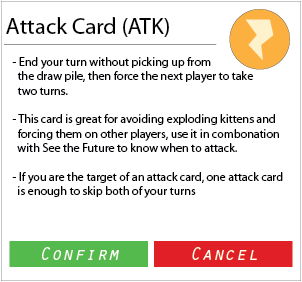 Attack Card (ATK)
- End your turn without picking up from
the draw pile, then force the next player to take
two turns.
- This card is great for avoiding exploding kittens and
forcing them on other players, use it in combonation
with See the Future to know when to attack.
- If you are the target of an attack card, one attack card
is enough to skip both of your turns
CONFIRM CANCEL